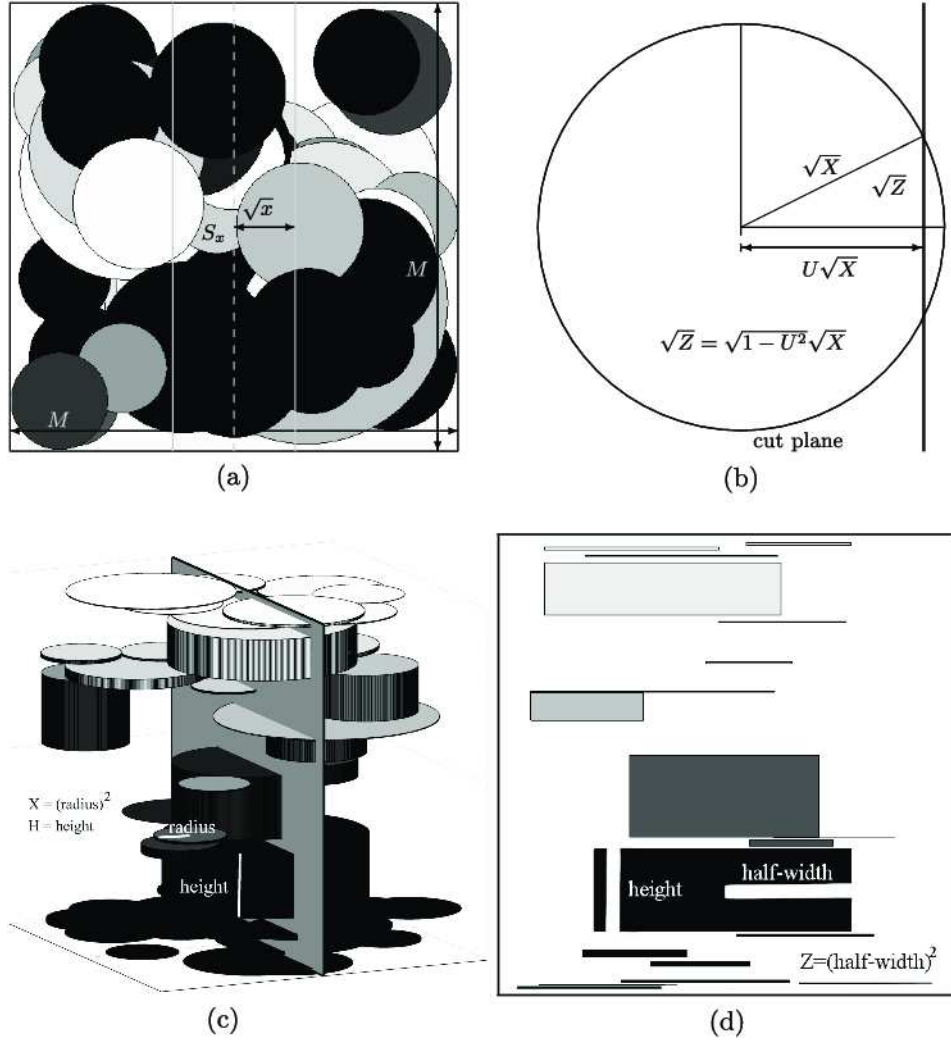 √x
S_x
M
M
(a)
√X
√Z
U√X
√Z = √1 − U² √X
cut plane
(b)
X = (radius)²
H = height
radius
height
(c)
height
half-width
Z=(half-width)²
(d)